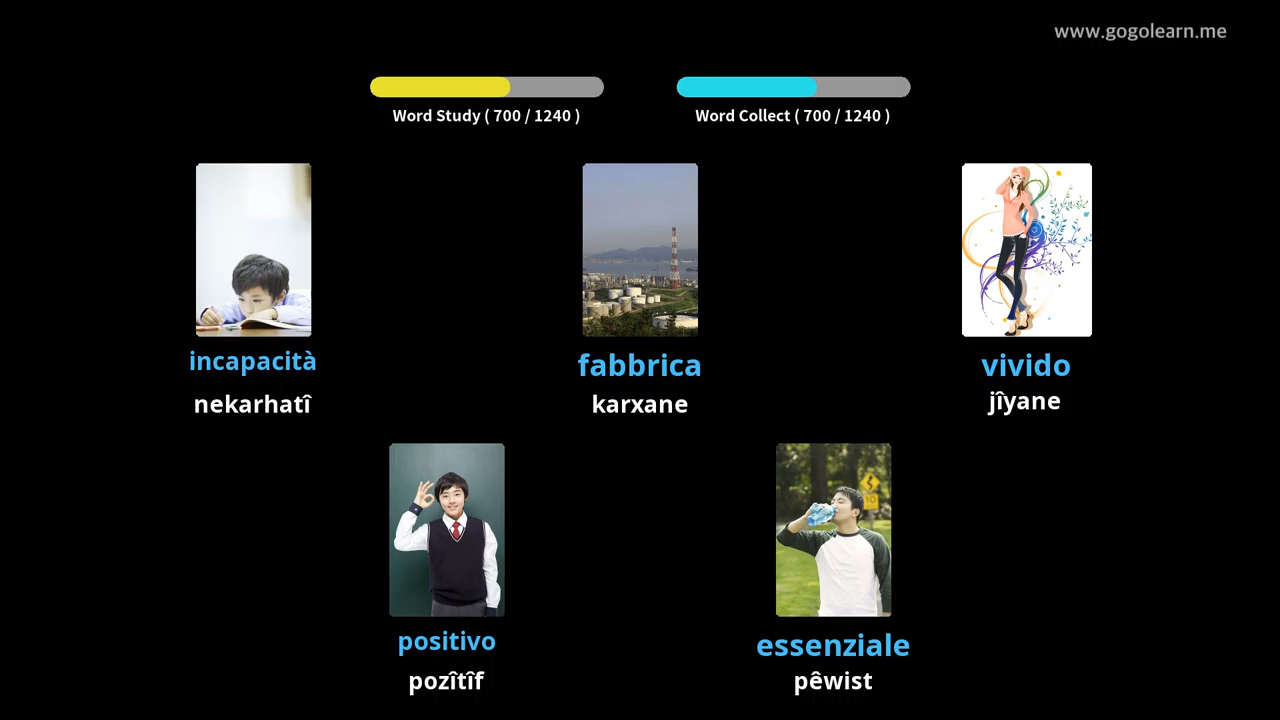 www.gogolearn.me
Word Study ( 700 / 1240 )
Word Collect ( 700 / 1240 )
incapacità
nekarhatî
fabbrica
karxane
vivido
jîyane
positivo
pozîtîf
essenziale
pêwist